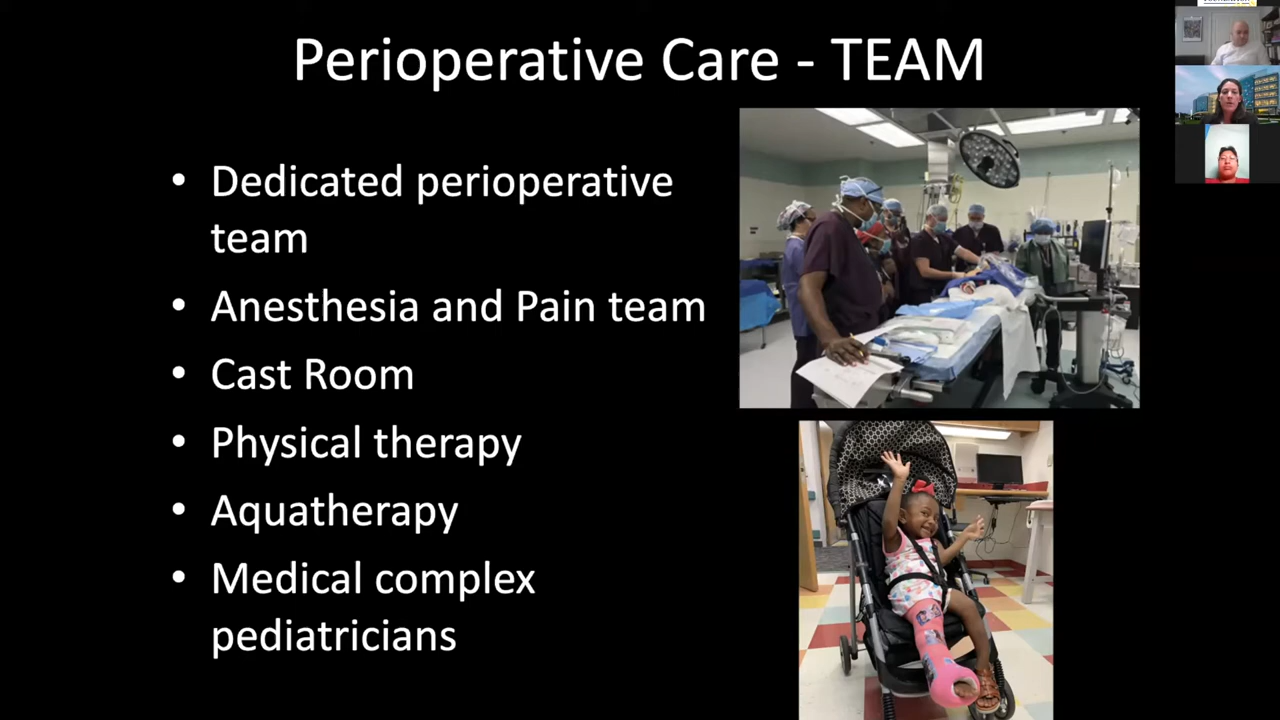 Perioperative Care - TEAM
• Dedicated perioperative
team
• Anesthesia and Pain team
• Cast Room
• Physical therapy
• Aquatherapy
• Medical complex
pediatricians